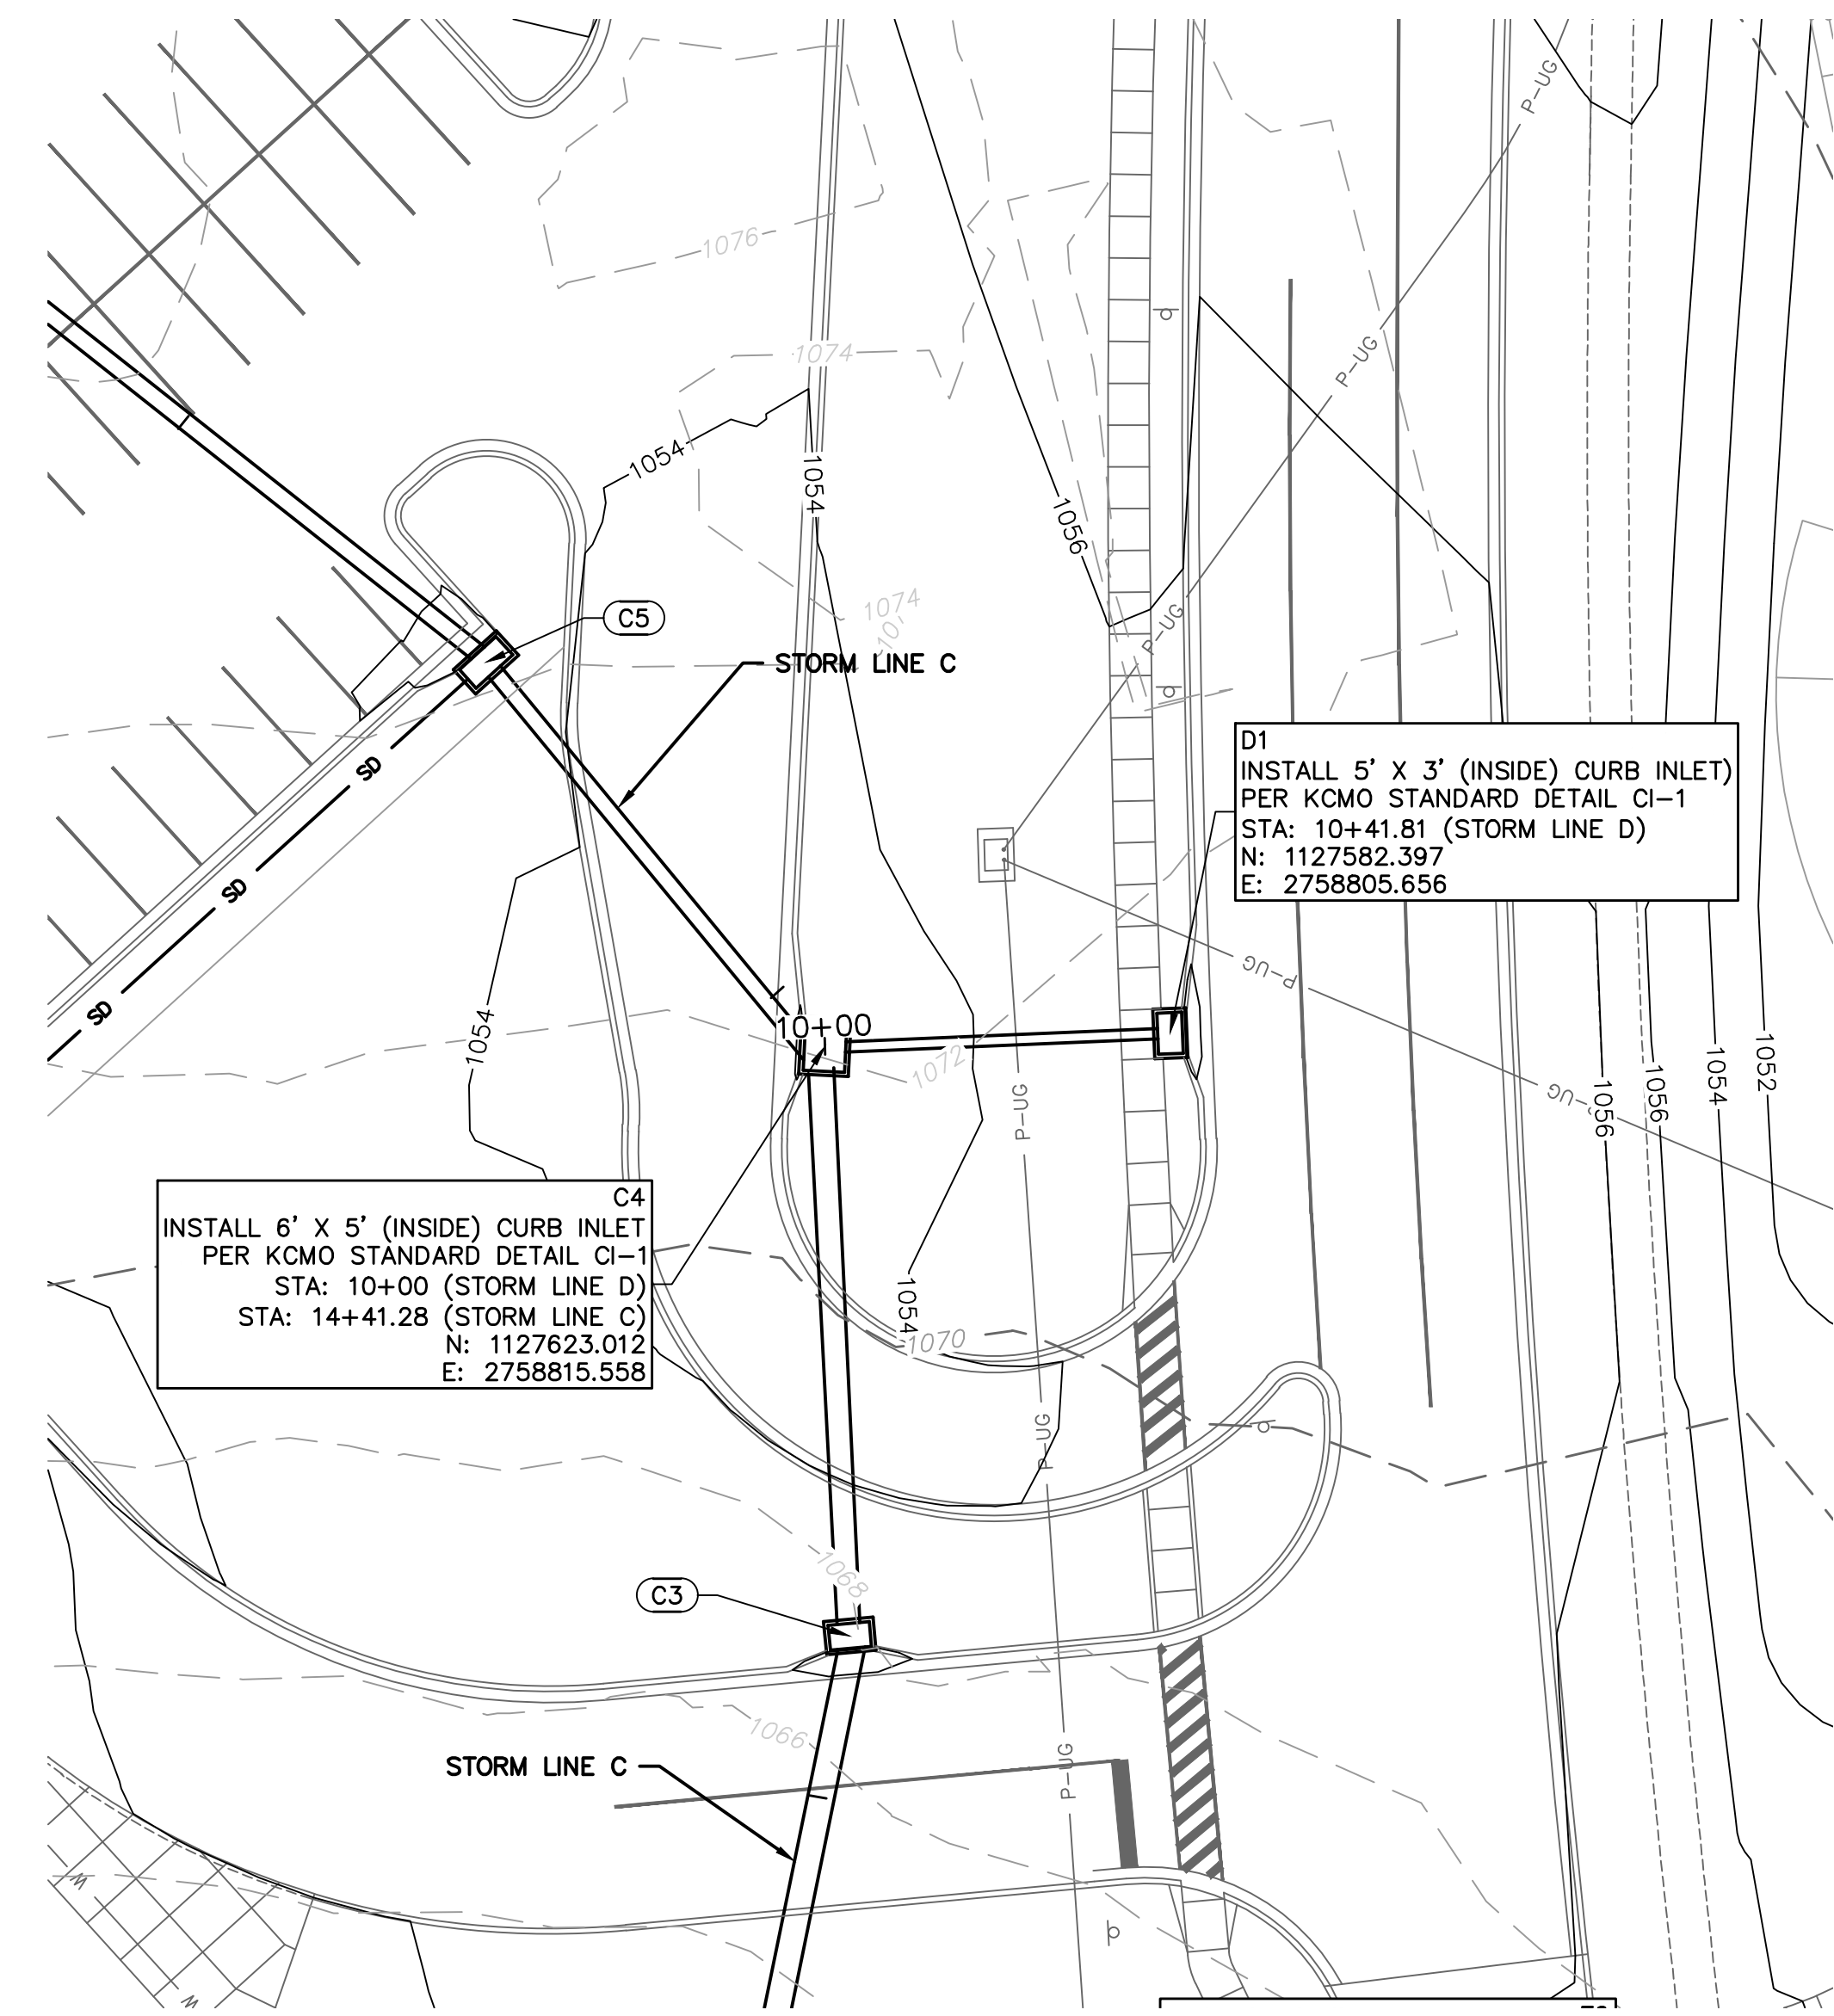 P-UG
1076
1074
P-UG
1054
1054
1056
1074
10'
C5
P-UG
STORM LINE C
SD
D1
INSTALL 5' X 3' (INSIDE) CURB INLET)
PER KCMO STANDARD DETAIL CI-1
STA: 10+41.81 (STORM LINE D)
N: 1127582.397
E: 2758805.656
SD
P-UG
SD
1054
10+00
1072
P-UG
UG
1056
1056
1054
1052
C4
INSTALL 6' X 5' (INSIDE) CURB INLET
PER KCMO STANDARD DETAIL CI-1
STA: 10+00 (STORM LINE D)
STA: 14+41.28 (STORM LINE C)
N: 1127623.012
E: 2758815.558
1054
1070
P-UG
1068
C3
1066
STORM LINE C
P-UG
W
W